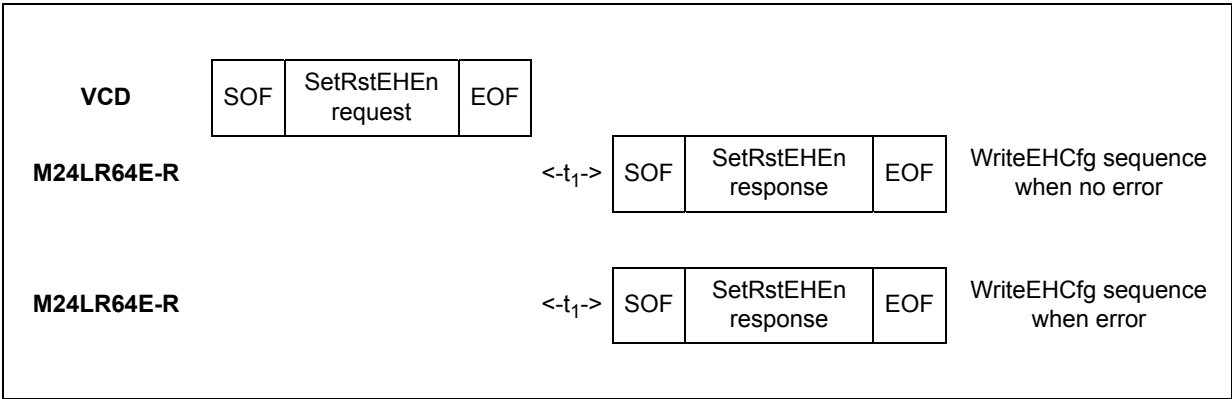 VCD SOF SetRstEHEn request EOF
M24LR64E-R <-t1-> SOF SetRstEHEn response EOF WriteEHCfg sequence when no error
M24LR64E-R <-t1-> SOF SetRstEHEn response EOF WriteEHCfg sequence when error